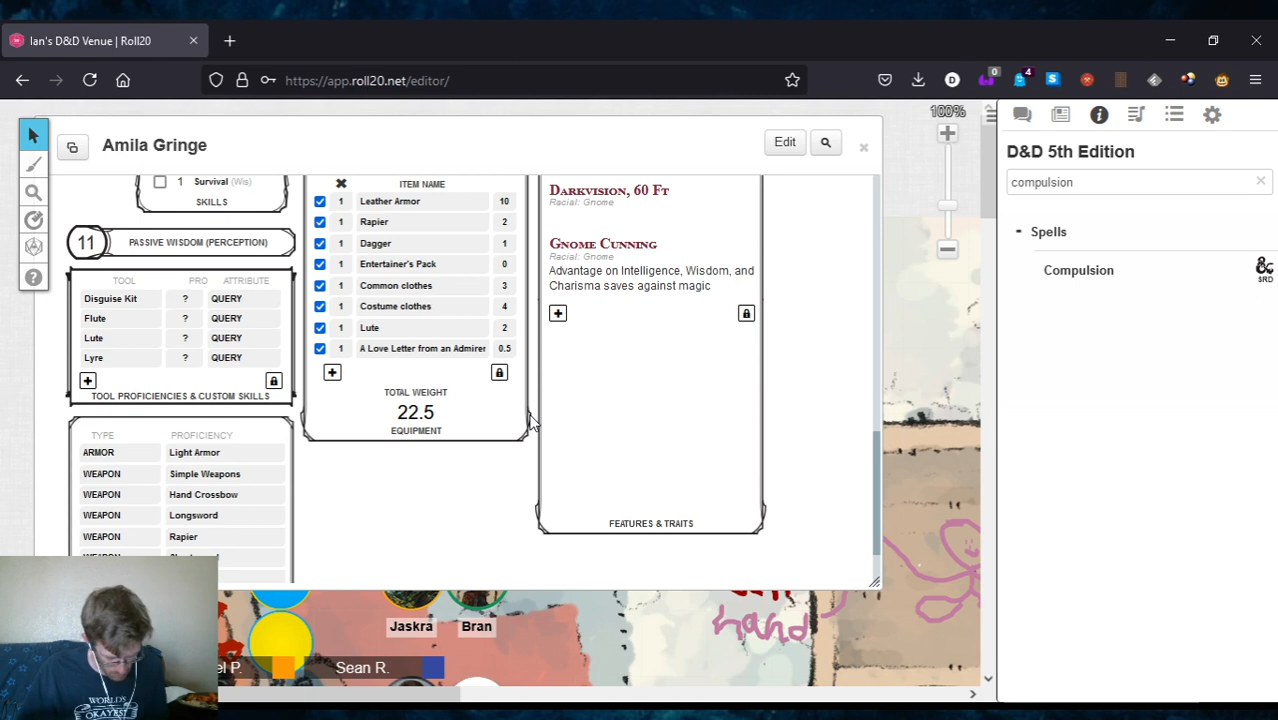 Ian's D&D Venue | Roll20
https://app.roll20.net/editor/
0
4
D
S
100%
Amila Gringe
Edit
1 Survival (Wis)
SKILLS
11 PASSIVE WISDOM (PERCEPTION)
TOOL PRO ATTRIBUTE
Disguise Kit ? QUERY
Flute ? QUERY
Lute ? QUERY
Lyre ? QUERY
TOOL PROFICIENCIES & CUSTOM SKILLS
TYPE PROFICIENCY
ARMOR Light Armor
WEAPON Simple Weapons
WEAPON Hand Crossbow
WEAPON Longsword
WEAPON Rapier
ITEM NAME
1 Leather Armor 10
1 Rapier 2
1 Dagger 1
1 Entertainer's Pack 0
1 Common clothes 3
1 Costume clothes 4
1 Lute 2
1 A Love Letter from an Admirer 0.5
TOTAL WEIGHT
22.5
EQUIPMENT
Darkvision, 60 Ft
Racial: Gnome
Gnome Cunning
Racial: Gnome
Advantage on Intelligence, Wisdom, and
Charisma saves against magic
FEATURES & TRAITS
D&D 5th Edition
compulsion
Spells
Compulsion
SRD
Jaskra
Bran
hand
el P.
Sean R.
WORLD'S
OKAYEST